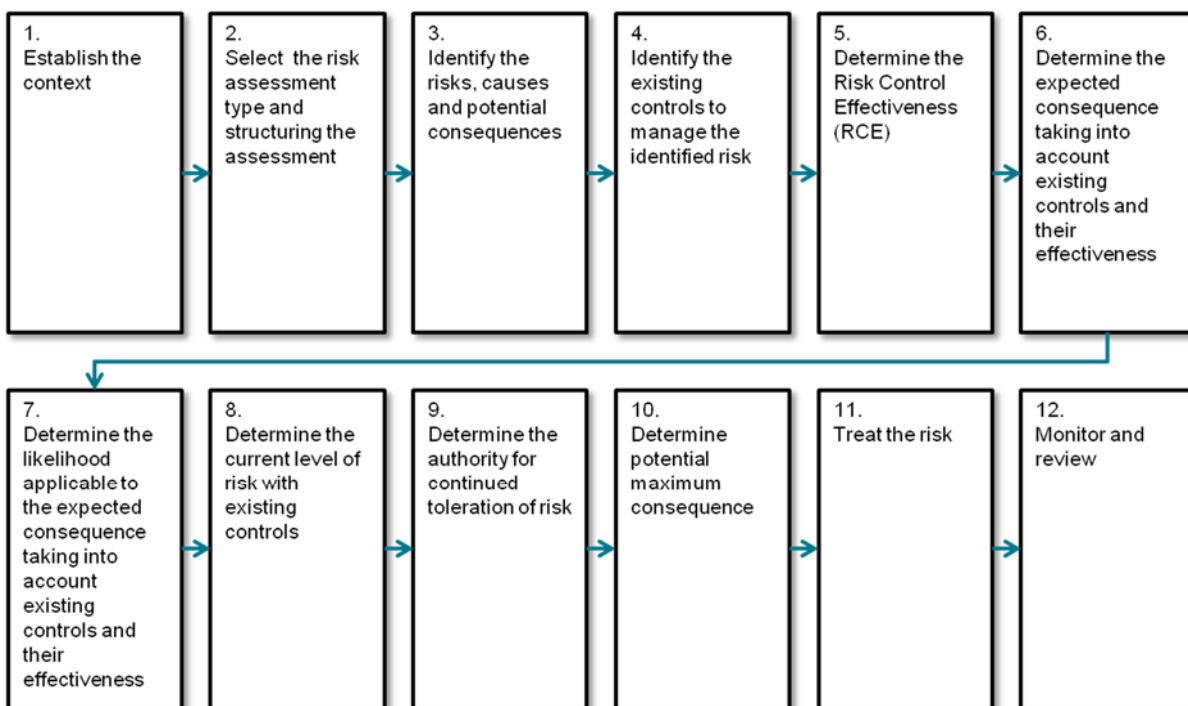 1.
Establish the
context
2.
Select the risk
assessment
type and
structuring the
assessment
3.
Identify the
risks, causes
and potential
consequences
4.
Identify the
existing
controls to
manage the
identified risk
5.
Determine the
Risk Control
Effectiveness
(RCE)
6.
Determine the
expected
consequence
taking into
account
existing
controls and
their
effectiveness
7.
Determine the
likelihood
applicable to
the expected
consequence
taking into
account
existing
controls and
their
effectiveness
8.
Determine the
current level of
risk with
existing
controls
9.
Determine the
authority for
continued
toleration of risk
10.
Determine
potential
maximum
consequence
11.
Treat the risk
12.
Monitor and
review